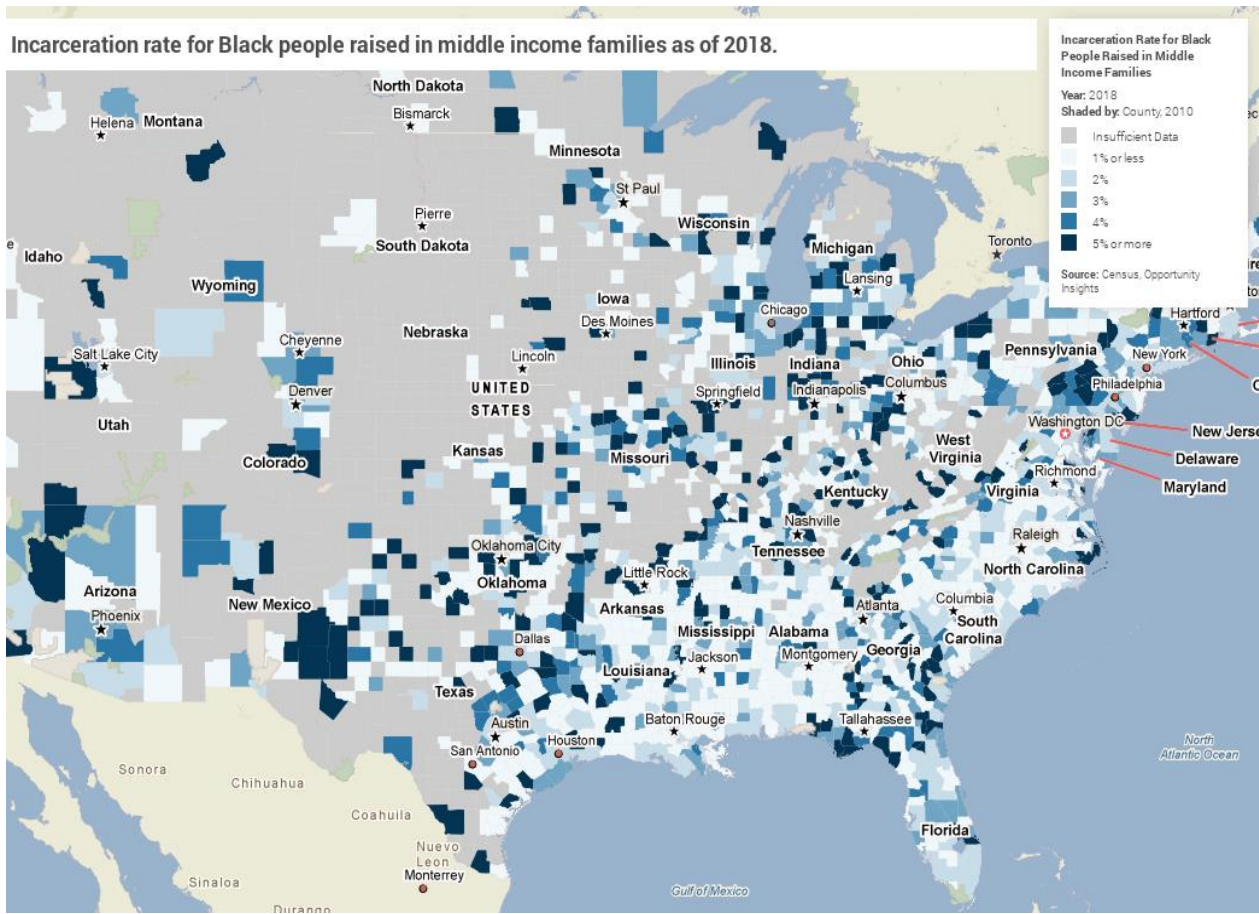 Incarceration rate for Black people raised in middle income families as of 2018.
Incarceration Rate for Black
People Raised in Middle
Income Families
Year: 2018
Shaded by: County, 2010
Insufficient Data
1% or less
2%
3%
4%
5% or more
Source: Census, Opportunity
Insights
North Dakota
Bismarck
Helena
Montana
Minnesota
St Paul
Pierre
South Dakota
Wisconsin
Michigan
Toronto
Idaho
Lansing
Wyoming
Iowa
Chicago
Hartford
Nebraska
Des Moines
Cheyenne
Salt Lake City
Lincoln
Illinois
Indiana
Ohio
Pennsylvania
New York
UNITED
STATES
Denver
Springfield
Indianapolis
Columbus
Philadelphia
Utah
Washington DC
New Jerse
Kansas
Missouri
West
Virginia
Delaware
Colorado
Richmond
Kentucky
Virginia
Maryland
Nashville
Raleigh
Oklahoma City
Tennessee
Oklahoma
Little Rock
North Carolina
Arizona
New Mexico
Arkansas
Atlanta
Columbia
Phoenix
Dallas
Mississippi
Alabama
South
Carolina
Georgia
Louisiana
Jackson
Montgomery
Texas
Austin
Baton Rouge
Tallahassee
San Antonio
Houston
North
Atlantic Ocean
Sonora
Chihuahua
Coahuila
Florida
Nuevo
Leon
Monterrey
Sinaloa
Gulf of Mexico
Durango